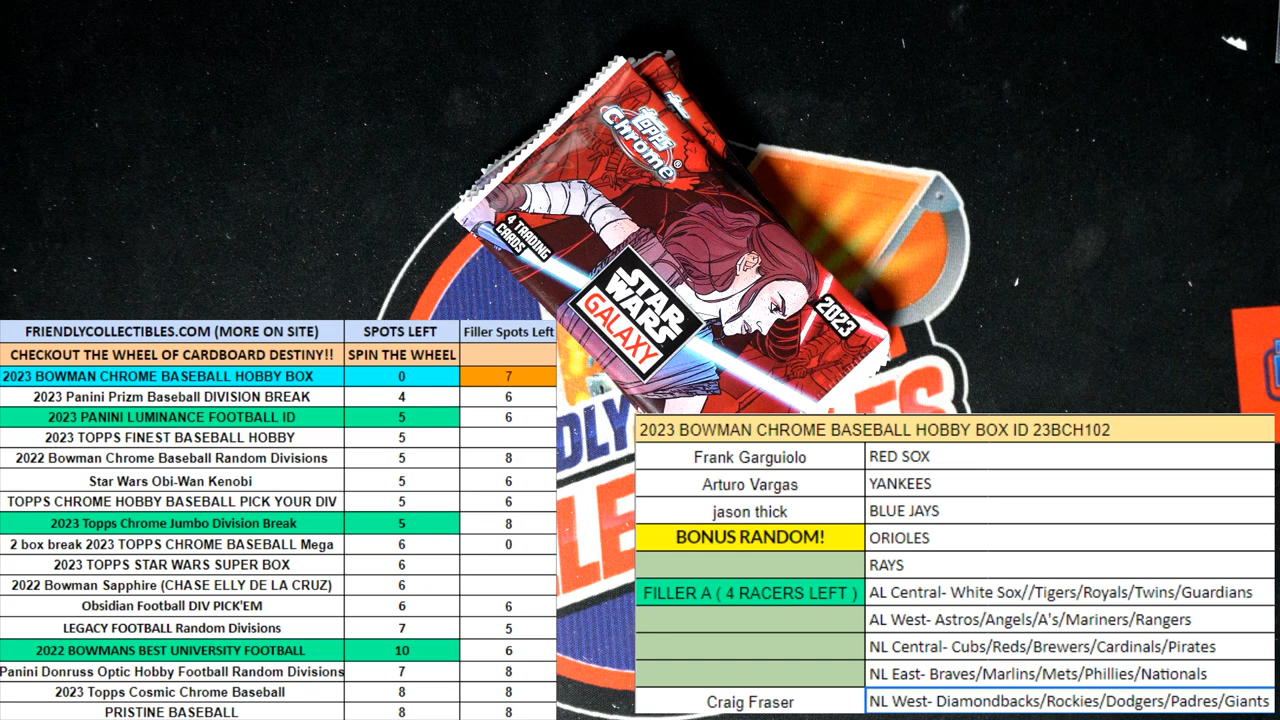 Topps
Topps
Chrome®
4 TRADING
CARDS
STAR
WARS
GALAXY
2023
FRIENDLYCOLLECTIBLES.COM (MORE ON SITE) SPOTS LEFT Filler Spots Left
CHECKOUT THE WHEEL OF CARDBOARD DESTINY!! SPIN THE WHEEL
2023 BOWMAN CHROME BASEBALL HOBBY BOX 0 7
2023 Panini Prizm Baseball DIVISION BREAK 4 6
2023 PANINI LUMINANCE FOOTBALL ID 5 6
2023 TOPPS FINEST BASEBALL HOBBY 5
2022 Bowman Chrome Baseball Random Divisions 5 8
Star Wars Obi-Wan Kenobi 5 6
TOPPS CHROME HOBBY BASEBALL PICK YOUR DIV 5 6
2023 Topps Chrome Jumbo Division Break 5 8
2 box break 2023 TOPPS CHROME BASEBALL Mega 6 0
2023 TOPPS STAR WARS SUPER BOX 6
2022 Bowman Sapphire (CHASE ELLY DE LA CRUZ) 6
Obsidian Football DIV PICK'EM 6 6
LEGACY FOOTBALL Random Divisions 7 5
2022 BOWMANS BEST UNIVERSITY FOOTBALL 10 6
Panini Donruss Optic Hobby Football Random Divisions 7 8
2023 Topps Cosmic Chrome Baseball 8 8
PRISTINE BASEBALL 8 8
2023 BOWMAN CHROME BASEBALL HOBBY BOX ID 23BCH102
Frank Garguiolo RED SOX
Arturo Vargas YANKEES
jason thick BLUE JAYS
BONUS RANDOM! ORIOLES
RAYS
FILLER A ( 4 RACERS LEFT ) AL Central- White Sox//Tigers/Royals/Twins/Guardians
AL West- Astros/Angels/A's/Mariners/Rangers
NL Central- Cubs/Reds/Brewers/Cardinals/Pirates
NL East- Braves/Marlins/Mets/Phillies/Nationals
Craig Fraser NL West- Diamondbacks/Rockies/Dodgers/Padres/Giants